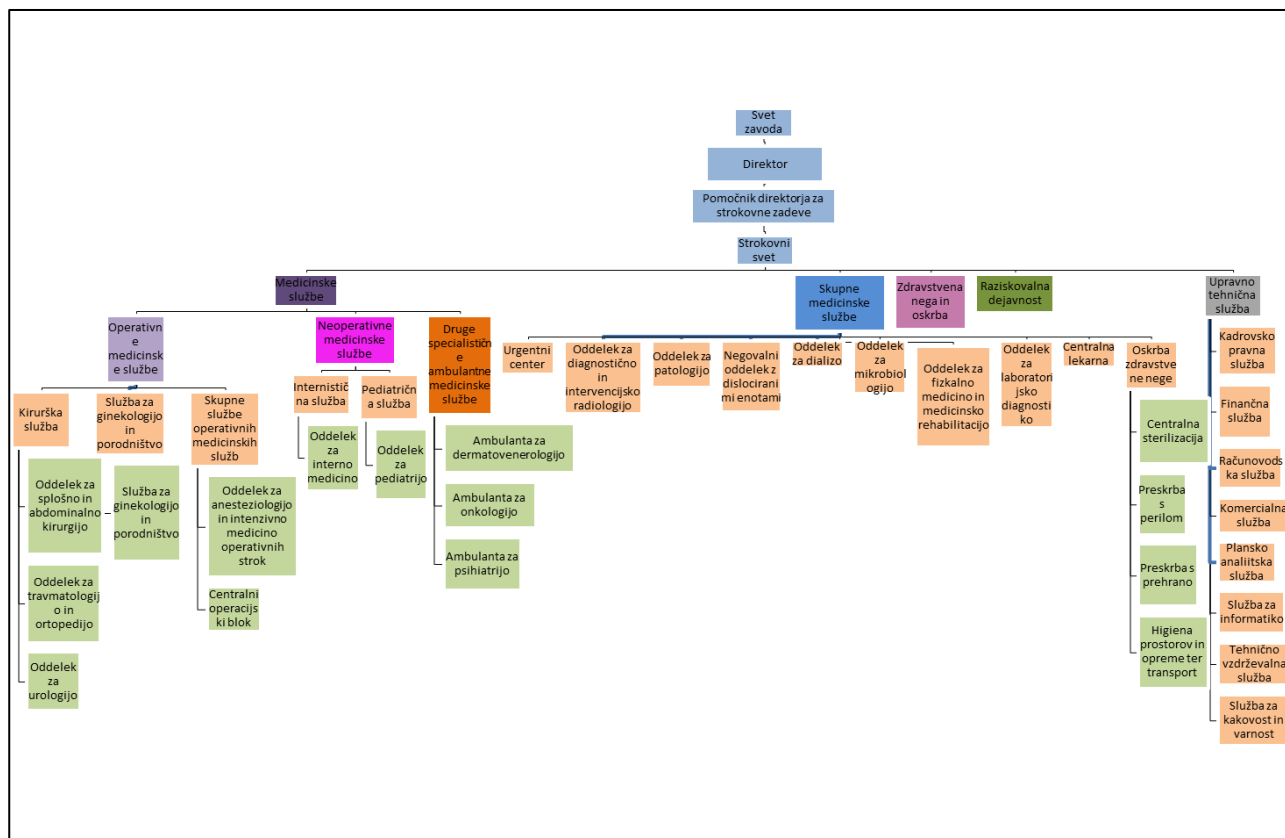 Svet
zavoda
Direktor
Pomočnik direktorja za
strokovne zadeve
Strokovni
svet
Medicinske
službe
Skupne
medicinske
službe
Zdravstvena
nega in
oskrba
Raziskovalna
dejavnost
Upravno
tehnična
služba
Operativn
e
medicinsk
e službe
Neoperativne
medicinske
službe
Druge
specialističn
e
ambulantne
medicinske
službe
Urgentni
center
Oddelek za
diagnostično in
intervencijsko
radiologijo
Oddelek za
patologijo
Negovalni
oddelek z
dislocirani
mi enotami
Oddelek
za dializo
Oddelek
za
mikrobiol
ogijo
Oddelek za
fizkalno
medicino in
medicinsko
rehabilitacijo
Oddelek
za
laboratori
jsko
diagnosti
ko
Centralna
lekarna
Oskrba
zdravstve
ne nege
Kadrovsko
pravna
služba
Kirurška
služba
Služba za
ginekologijo
in
porodništvo
Skupne
službe
operativnih
medicinskih
služb
Internistič
na služba
Pediatričn
a služba
Finančna
služba
Oddelek za
splošno in
abdominalno
kirurgijo
Služba za
ginekologijo
in
porodništvo
Oddelek za
anesteziologijo
in intenzivno
medicino
operativnih
strok
Oddelek
za
interno
medicino
Oddelek
za
pediatrijo
Ambulanta za
dermatovenerologijo
Centralna
sterilizacija
Računovods
ka služba
Ambulanta za
onkologijo
Preskrba
s
perilom
Komercialna
služba
Oddelek
za
travmatologij
o in
ortopedijo
Centralni
operacijs
ki blok
Ambulanta za
psihiatrijo
Preskrba s
prehrano
Plansko
analiitska
služba
Služba za
informatiko
Oddelek
za
urologijo
Higiena
prostorov in
opreme ter
transport
Tehnično
vzdrževalna
služba
Služba za
kakovost in
varnost